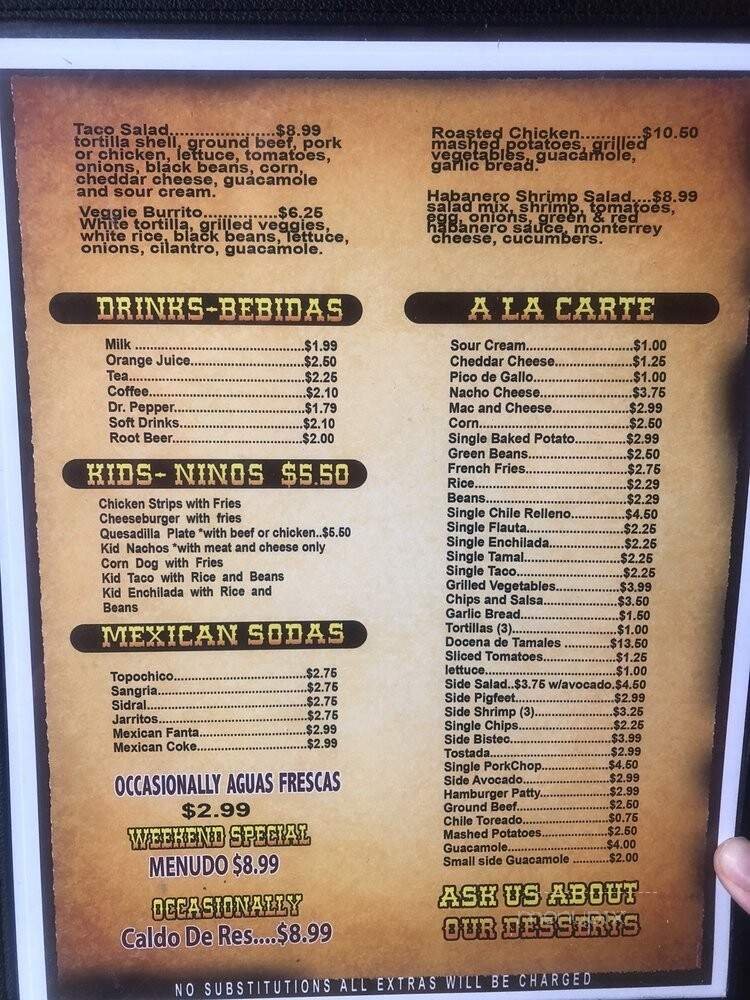 Taco Salad...................$8.99
tortilla shell, ground beef, pork
or chicken, lettuce, tomatoes,
onions, black beans, corn,
cheddar cheese, guacamole
and sour cream.
Veggie Burrito..............$6.25
White tortilla, grilled veggies,
white rice, black beans, lettuce,
onions, cilantro, guacamole.
DRINKS-BEBIDAS
Milk ...............................................$1.99
Orange Juice................................$2.50
Tea..................................................$2.25
Coffee.............................................$2.10
Dr. Pepper.....................................$1.79
Soft Drinks...................................$2.10
Root Beer......................................$2.00
KIDS- NINOS $5.50
Chicken Strips with Fries
Cheeseburger with fries
Quesadilla Plate *with beef or chicken..$5.50
Kid Nachos *with meat and cheese only
Corn Dog with Fries
Kid Taco with Rice and Beans
Kid Enchilada with Rice and
Beans
MEXICAN SODAS
Topochico.....................................$2.75
Sangria..........................................$2.75
Sidral.............................................$2.75
Jarritos..........................................$2.75
Mexican Fanta..............................$2.99
Mexican Coke...............................$2.99
OCCASIONALLY AGUAS FRESCAS
$2.99
WEEKEND SPECIAL
MENUDO $8.99
OCCASIONALLY
Caldo De Res....$8.99
Roasted Chicken...........$10.50
mashed potatoes, grilled
vegetables, guacamole,
garlic bread.
Habanero Shrimp Salad....$8.99
salad mix, shrimp, tomatoes,
egg, onions, green & red
habanero sauce, monterrey
cheese, cucumbers.
A LA CARTE
Sour Cream..............................$1.00
Cheddar Cheese.......................$1.25
Pico de Gallo............................$1.00
Nacho Cheese..........................$3.75
Mac and Cheese.......................$2.99
Corn..........................................$2.50
Single Baked Potato..............$2.99
Green Beans............................$2.50
French Fries............................$2.75
Rice..........................................$2.29
Beans.......................................$2.29
Single Chile Relleno...............$4.50
Single Flauta...........................$2.25
Single Enchilada.....................$2.25
Single Tamal...........................$2.25
Single Taco.............................$2.25
Grilled Vegetables..................$3.99
Chips and Salsa.....................$3.50
Garlic Bread...........................$1.50
Tortillas (3)..............................$1.00
Docena de Tamales ............$13.50
Sliced Tomatoes....................$1.25
lettuce.....................................$1.00
Side Salad..$3.75 w/avocado.$4.50
Side Pigfeet...........................$2.99
Side Shrimp (3)......................$3.25
Single Chips...........................$2.25
Side Bistec.............................$3.99
Tostada...................................$2.99
Single PorkChop...................$4.50
Side Avocado.........................$2.99
Hamburger Patty....................$2.99
Ground Beef...........................$2.50
Chile Toreado.........................$0.75
Mashed Potatoes...................$2.50
Guacamole.............................$4.00
Small side Guacamole ..........$2.00
ASK US ABOUT
OUR DESSERTS
NO SUBSTITUTIONS ALL EXTRAS WILL BE CHARGED